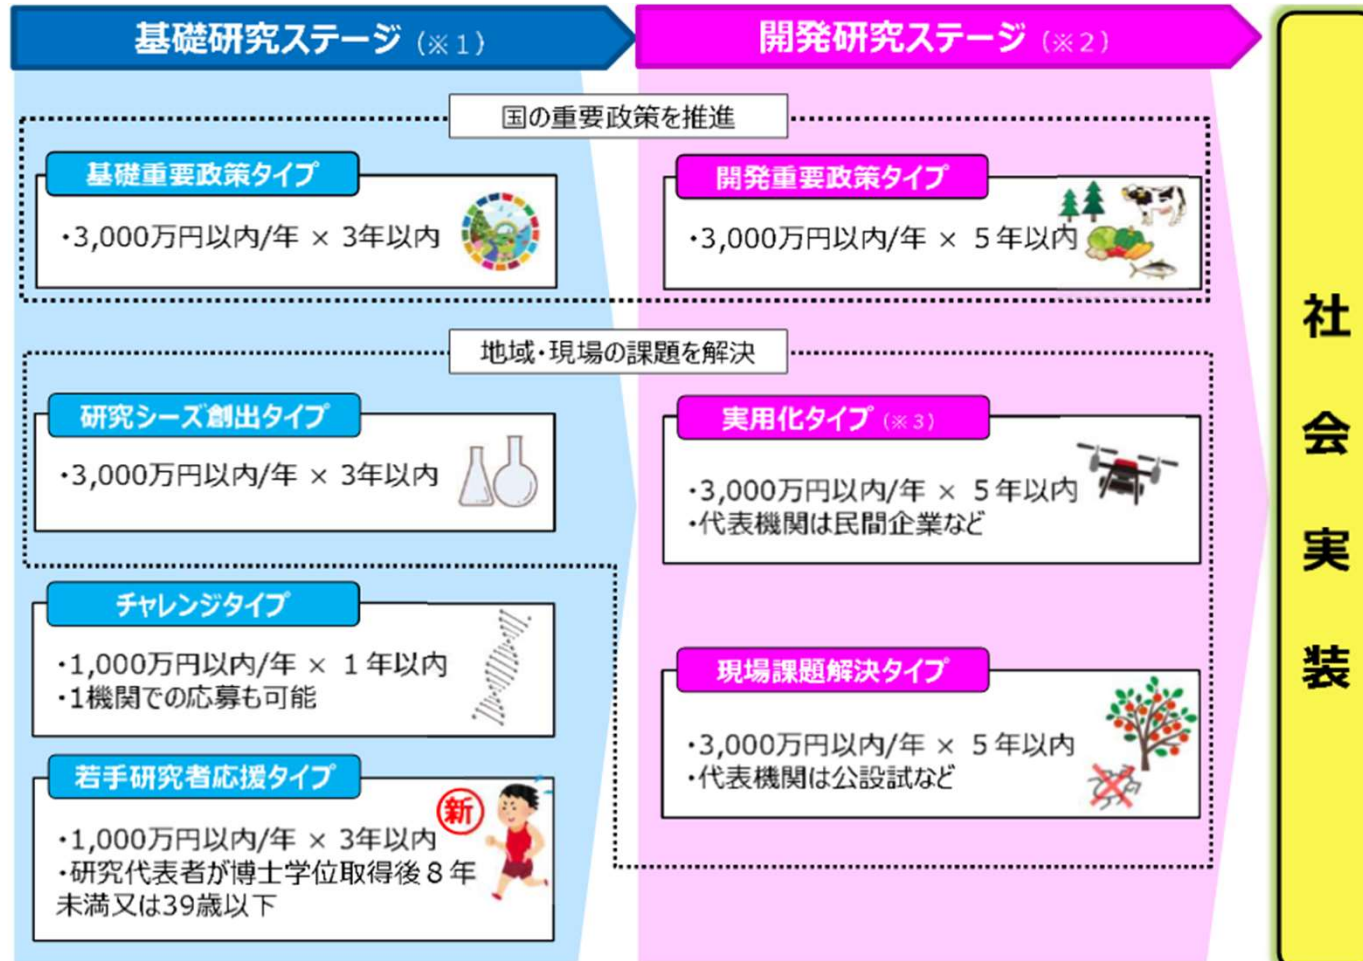 基礎研究ステージ（※1）
開発研究ステージ（※2）
国の重要政策を推進
基礎重要政策タイプ
・3,000万円以内/年 × 3年以内
開発重要政策タイプ
・3,000万円以内/年 × 5年以内
地域・現場の課題を解決
研究シーズ創出タイプ
・3,000万円以内/年 × 3年以内
実用化タイプ（※3）
・3,000万円以内/年 × 5年以内
・代表機関は民間企業など
チャレンジタイプ
・1,000万円以内/年 × 1年以内
・1機関での応募も可能
現場課題解決タイプ
・3,000万円以内/年 × 5年以内
・代表機関は公設試など
若手研究者応援タイプ
新
・1,000万円以内/年 × 3年以内
・研究代表者が博士学位取得後８年
未満又は39歳以下
社会実装